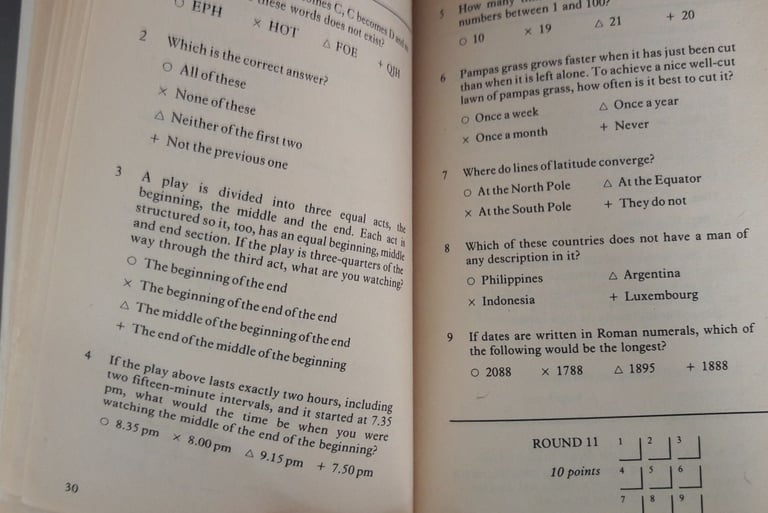 C, C becomes D
these words does not exist?
○ EPH × HOT △ FOE + QJH
2 Which is the correct answer?
○ All of these
× None of these
△ Neither of the first two
+ Not the previous one
3 A play is divided into three equal acts, the
beginning, the middle and the end. Each act is
structured so it, too, has an equal beginning, middle
and end section. If the play is three-quarters of the
way through the third act, what are you watching?
○ The beginning of the end
× The beginning of the end of the end
△ The middle of the beginning of the end
+ The end of the middle of the beginning
4 If the play above lasts exactly two hours, including
two fifteen-minute intervals, and it started at 7.35
pm, what would the time be when you were
watching the middle of the end of the beginning?
○ 8.35 pm × 8.00 pm △ 9.15 pm + 7.50 pm
30
5 How many
numbers between 1 and 100?
○ 10 × 19 △ 21 + 20
6 Pampas grass grows faster when it has just been cut
than when it is left alone. To achieve a nice well-cut
lawn of pampas grass, how often is it best to cut it?
○ Once a week △ Once a year
× Once a month + Never
7 Where do lines of latitude converge?
○ At the North Pole △ At the Equator
× At the South Pole + They do not
8 Which of these countries does not have a man of
any description in it?
○ Philippines △ Argentina
× Indonesia + Luxembourg
9 If dates are written in Roman numerals, which of
the following would be the longest?
○ 2088 × 1788 △ 1895 + 1888
ROUND 11 1 2 3
10 points 4 5 6
7 8 9